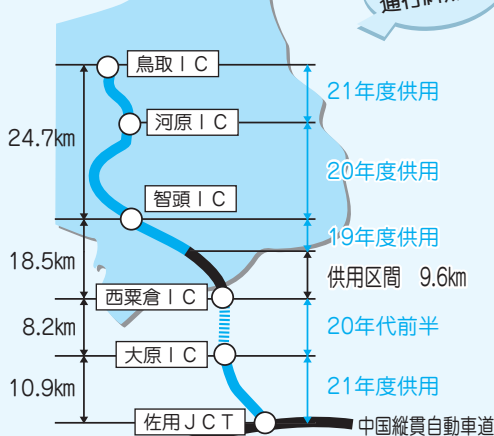 鳥取ＩＣ
21年度供用
河原ＩＣ
24.7km
20年度供用
智頭ＩＣ
19年度供用
18.5km
供用区間　9.6km
西粟倉ＩＣ
8.2km
20年代前半
大原ＩＣ
10.9km
21年度供用
佐用ＪＣＴ
中国縦貫自動車道